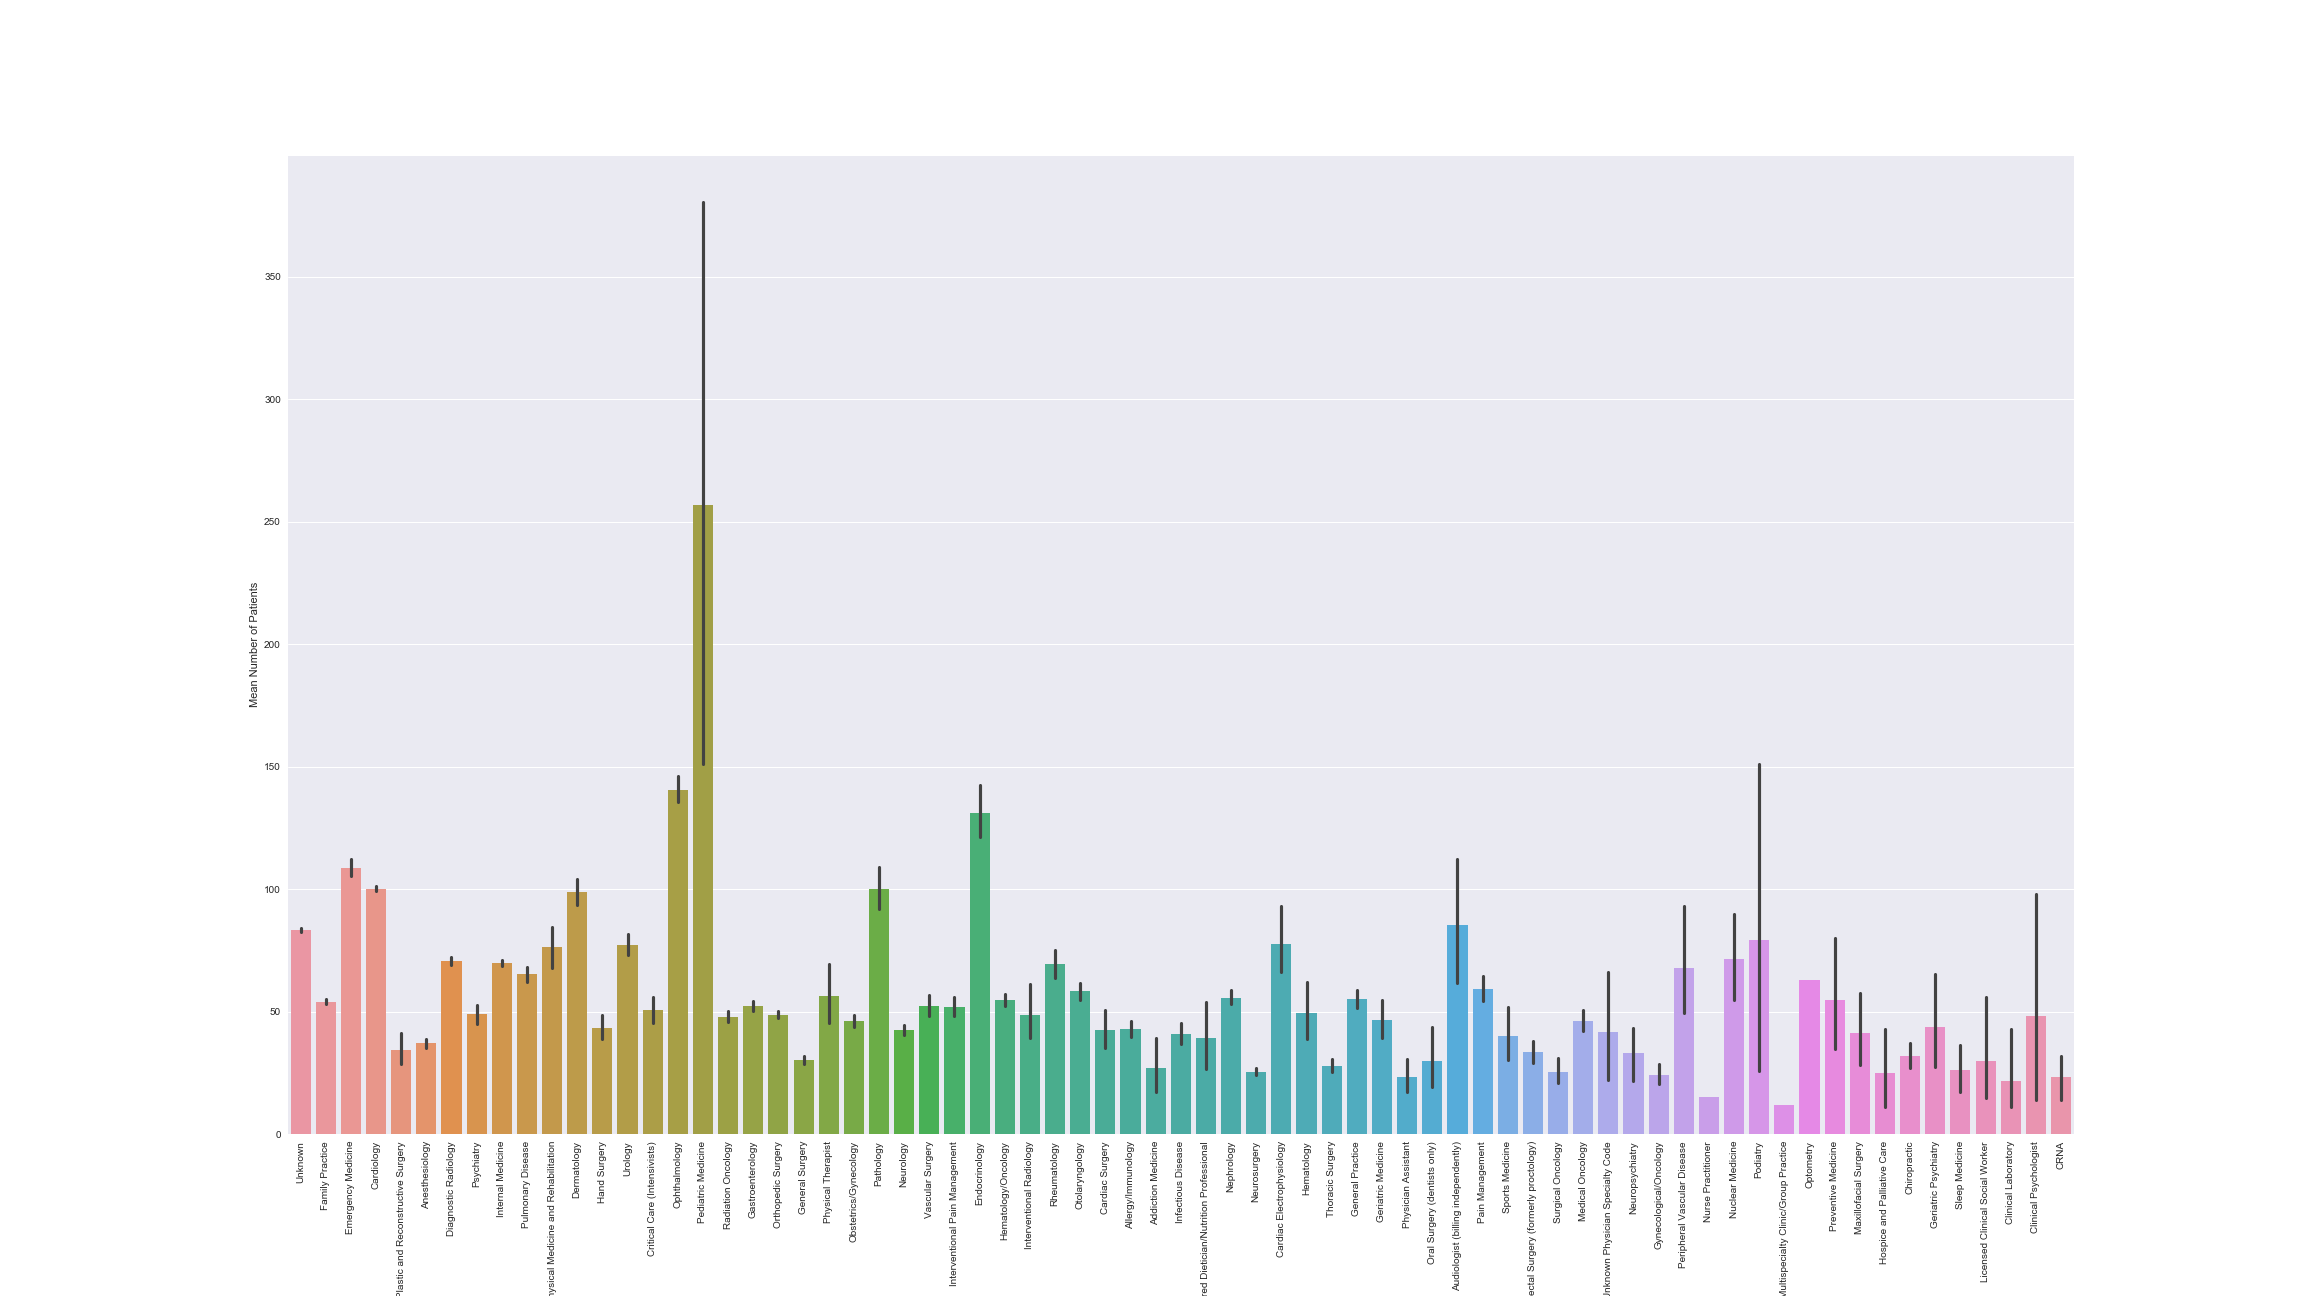 350
300
250
200
150
100
50
0
Mean Number of Patients
Unknown
Family Practice
Emergency Medicine
Cardiology
Plastic and Reconstructive Surgery
Anesthesiology
Diagnostic Radiology
Psychiatry
Internal Medicine
Pulmonary Disease
hysical Medicine and Rehabilitation
Dermatology
Hand Surgery
Urology
Critical Care (Intensivists)
Ophthalmology
Pediatric Medicine
Radiation Oncology
Gastroenterology
Orthopedic Surgery
General Surgery
Physical Therapist
Obstetrics/Gynecology
Pathology
Neurology
Vascular Surgery
Interventional Pain Management
Endocrinology
Hematology/Oncology
Interventional Radiology
Rheumatology
Otolaryngology
Cardiac Surgery
Allergy/Immunology
Addiction Medicine
Infectious Disease
red Dietician/Nutrition Professional
Nephrology
Neurosurgery
Cardiac Electrophysiology
Hematology
Thoracic Surgery
General Practice
Geriatric Medicine
Physician Assistant
Oral Surgery (dentists only)
Audiologist (billing independently)
Pain Management
Sports Medicine
ectal Surgery (formerly proctology)
Surgical Oncology
Medical Oncology
Unknown Physician Specialty Code
Neuropsychiatry
Gynecological/Oncology
Peripheral Vascular Disease
Nurse Practitioner
Nuclear Medicine
Podiatry
Multispecialty Clinic/Group Practice
Optometry
Preventive Medicine
Maxillofacial Surgery
Hospice and Palliative Care
Chiropractic
Geriatric Psychiatry
Sleep Medicine
Licensed Clinical Social Worker
Clinical Laboratory
Clinical Psychologist
CRNA